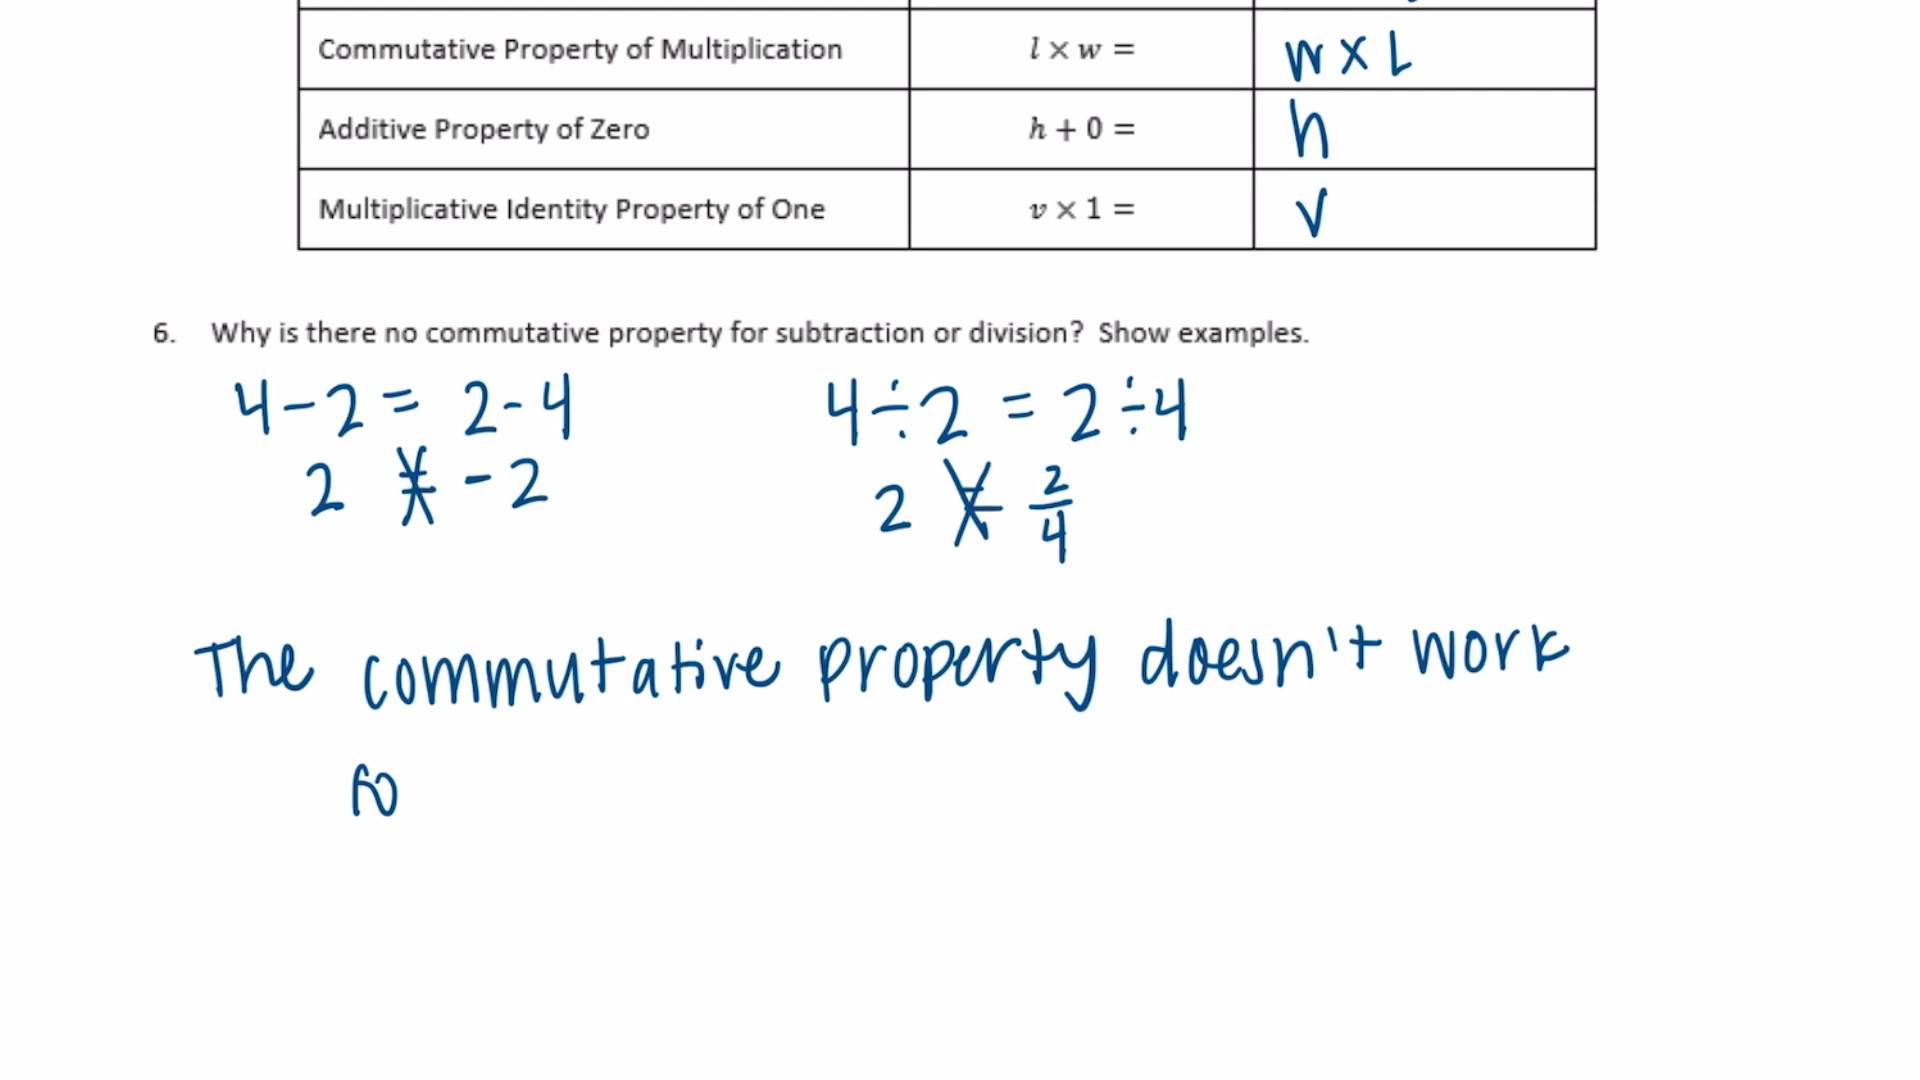 Commutative Property of Multiplication l × w = w x L
Additive Property of Zero h + 0 = h
Multiplicative Identity Property of One v × 1 = v
6. Why is there no commutative property for subtraction or division? Show examples.
4-2 = 2-4 4÷2 = 2÷4
2 ≠ -2 2 ≠ 2/4
The commutative property doesn't work
fo